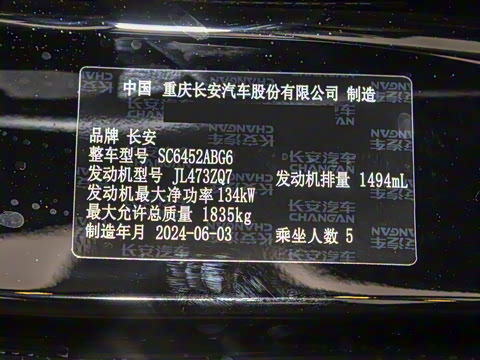 中国 重庆长安汽车股份有限公司 制造
品牌 长安
整车型号 SC6452ABG6
发动机型号 JL473ZQ7 发动机排量 1494mL
发动机最大净功率 134kW
最大允许总质量 1835kg
制造年月 2024-06-03 乘坐人数 5